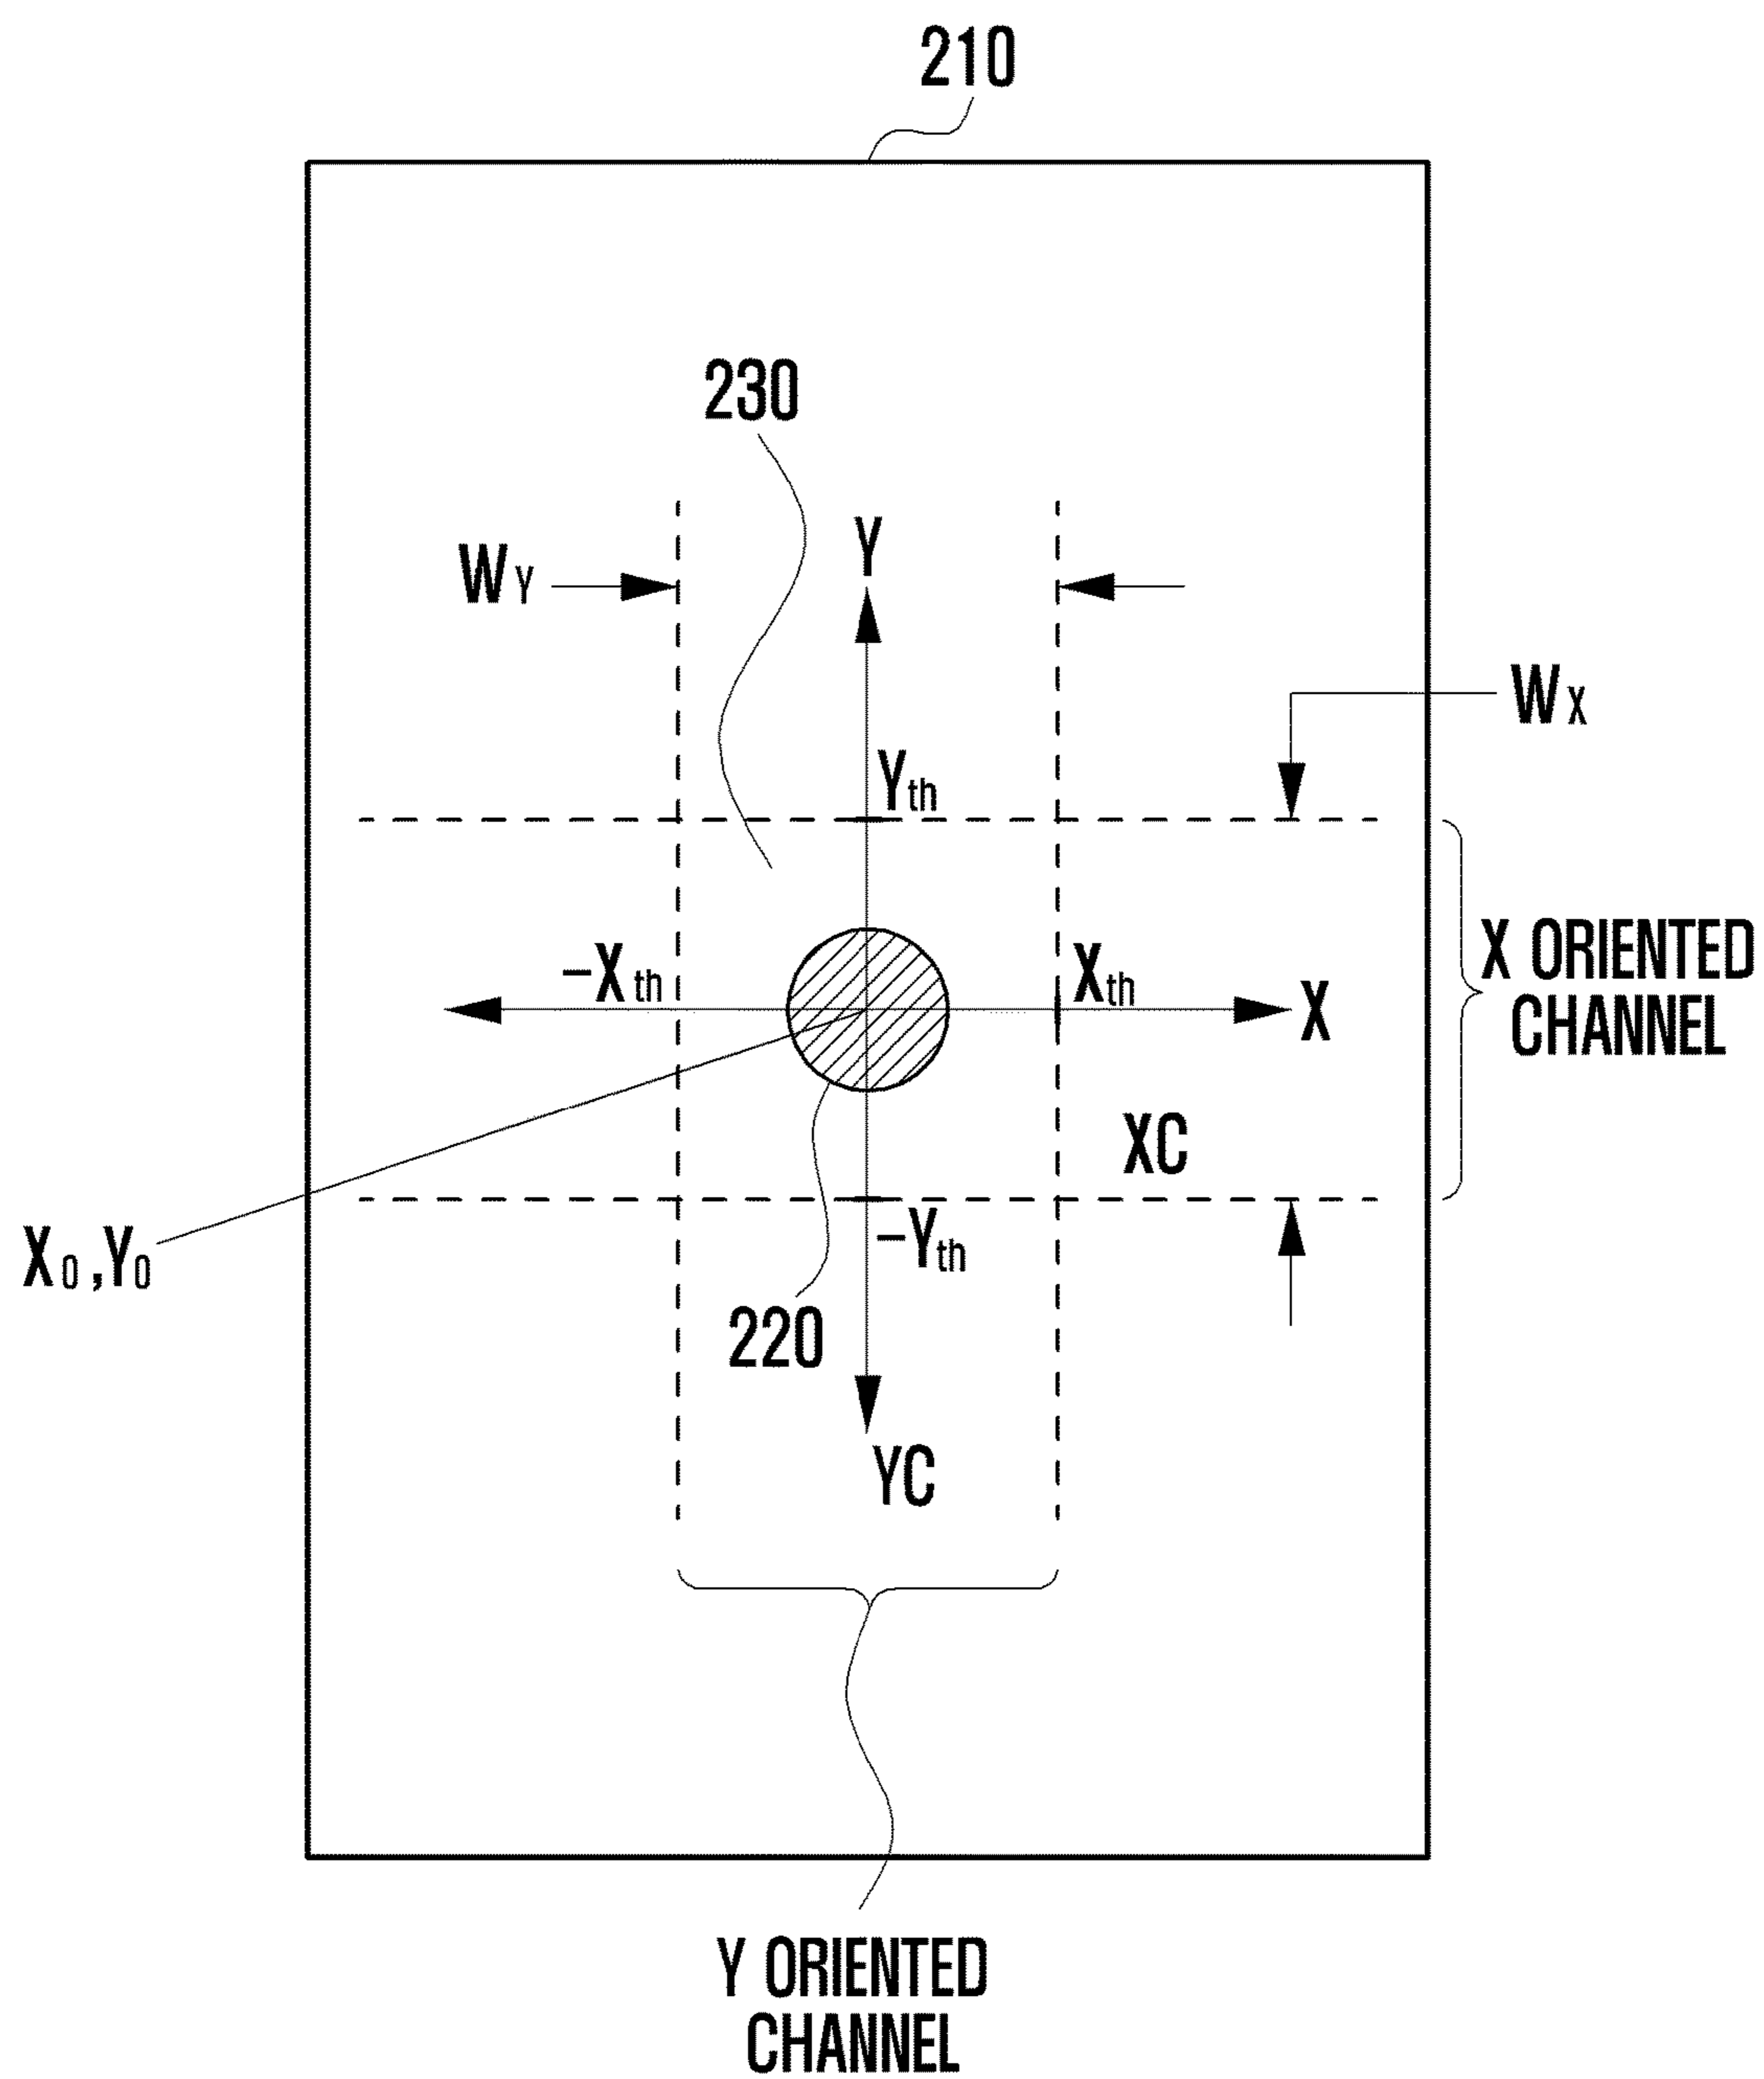 210
230
Y
WY
WX
Yth
-Xth
Xth
X
X ORIENTED
CHANNEL
XC
X0,Y0
-Yth
220
YC
Y ORIENTED
CHANNEL